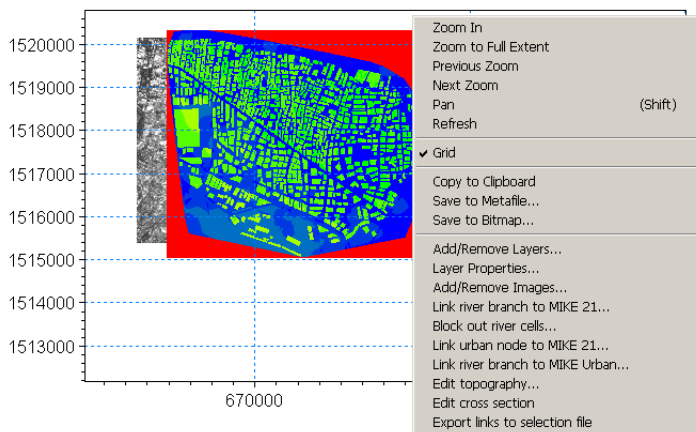 1520000
1519000
1518000
1517000
1516000
1515000
1514000
1513000
670000
Zoom In
Zoom to Full Extent
Previous Zoom
Next Zoom
Pan (Shift)
Refresh
Grid
Copy to Clipboard
Save to Metafile...
Save to Bitmap...
Add/Remove Layers...
Layer Properties...
Add/Remove Images...
Link river branch to MIKE 21...
Block out river cells...
Link urban node to MIKE 21...
Link river branch to MIKE Urban...
Edit topography...
Edit cross section
Export links to selection file